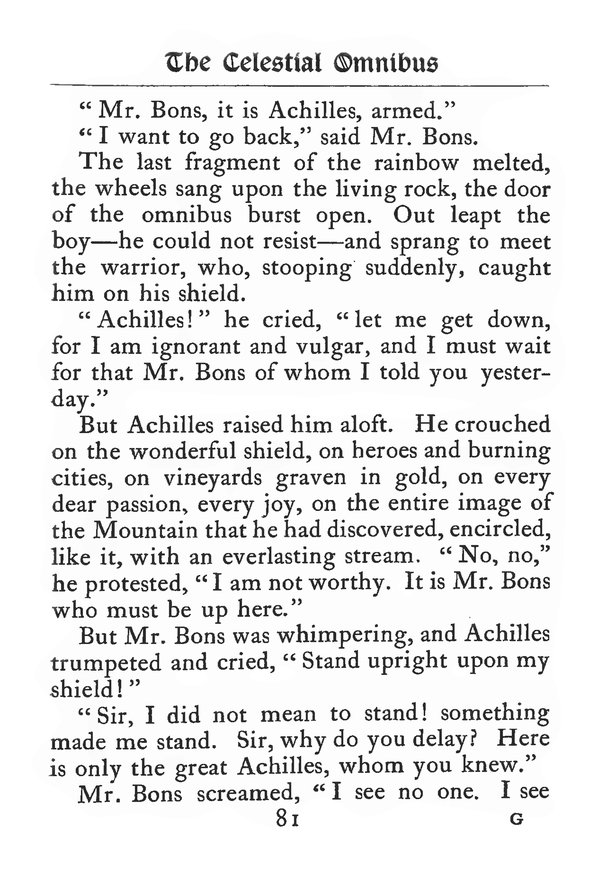 The Celestial Omnibus
“Mr. Bons, it is Achilles, armed.”
“I want to go back,” said Mr. Bons.
The last fragment of the rainbow melted,
the wheels sang upon the living rock, the door
of the omnibus burst open. Out leapt the
boy—he could not resist—and sprang to meet
the warrior, who, stooping suddenly, caught
him on his shield.
“Achilles!” he cried, “let me get down,
for I am ignorant and vulgar, and I must wait
for that Mr. Bons of whom I told you yester-
day.”
But Achilles raised him aloft. He crouched
on the wonderful shield, on heroes and burning
cities, on vineyards graven in gold, on every
dear passion, every joy, on the entire image of
the Mountain that he had discovered, encircled,
like it, with an everlasting stream. “No, no,”
he protested, “I am not worthy. It is Mr. Bons
who must be up here.”
But Mr. Bons was whimpering, and Achilles
trumpeted and cried, “Stand upright upon my
shield!”
“Sir, I did not mean to stand! something
made me stand. Sir, why do you delay? Here
is only the great Achilles, whom you knew.”
Mr. Bons screamed, “I see no one. I see
81 G